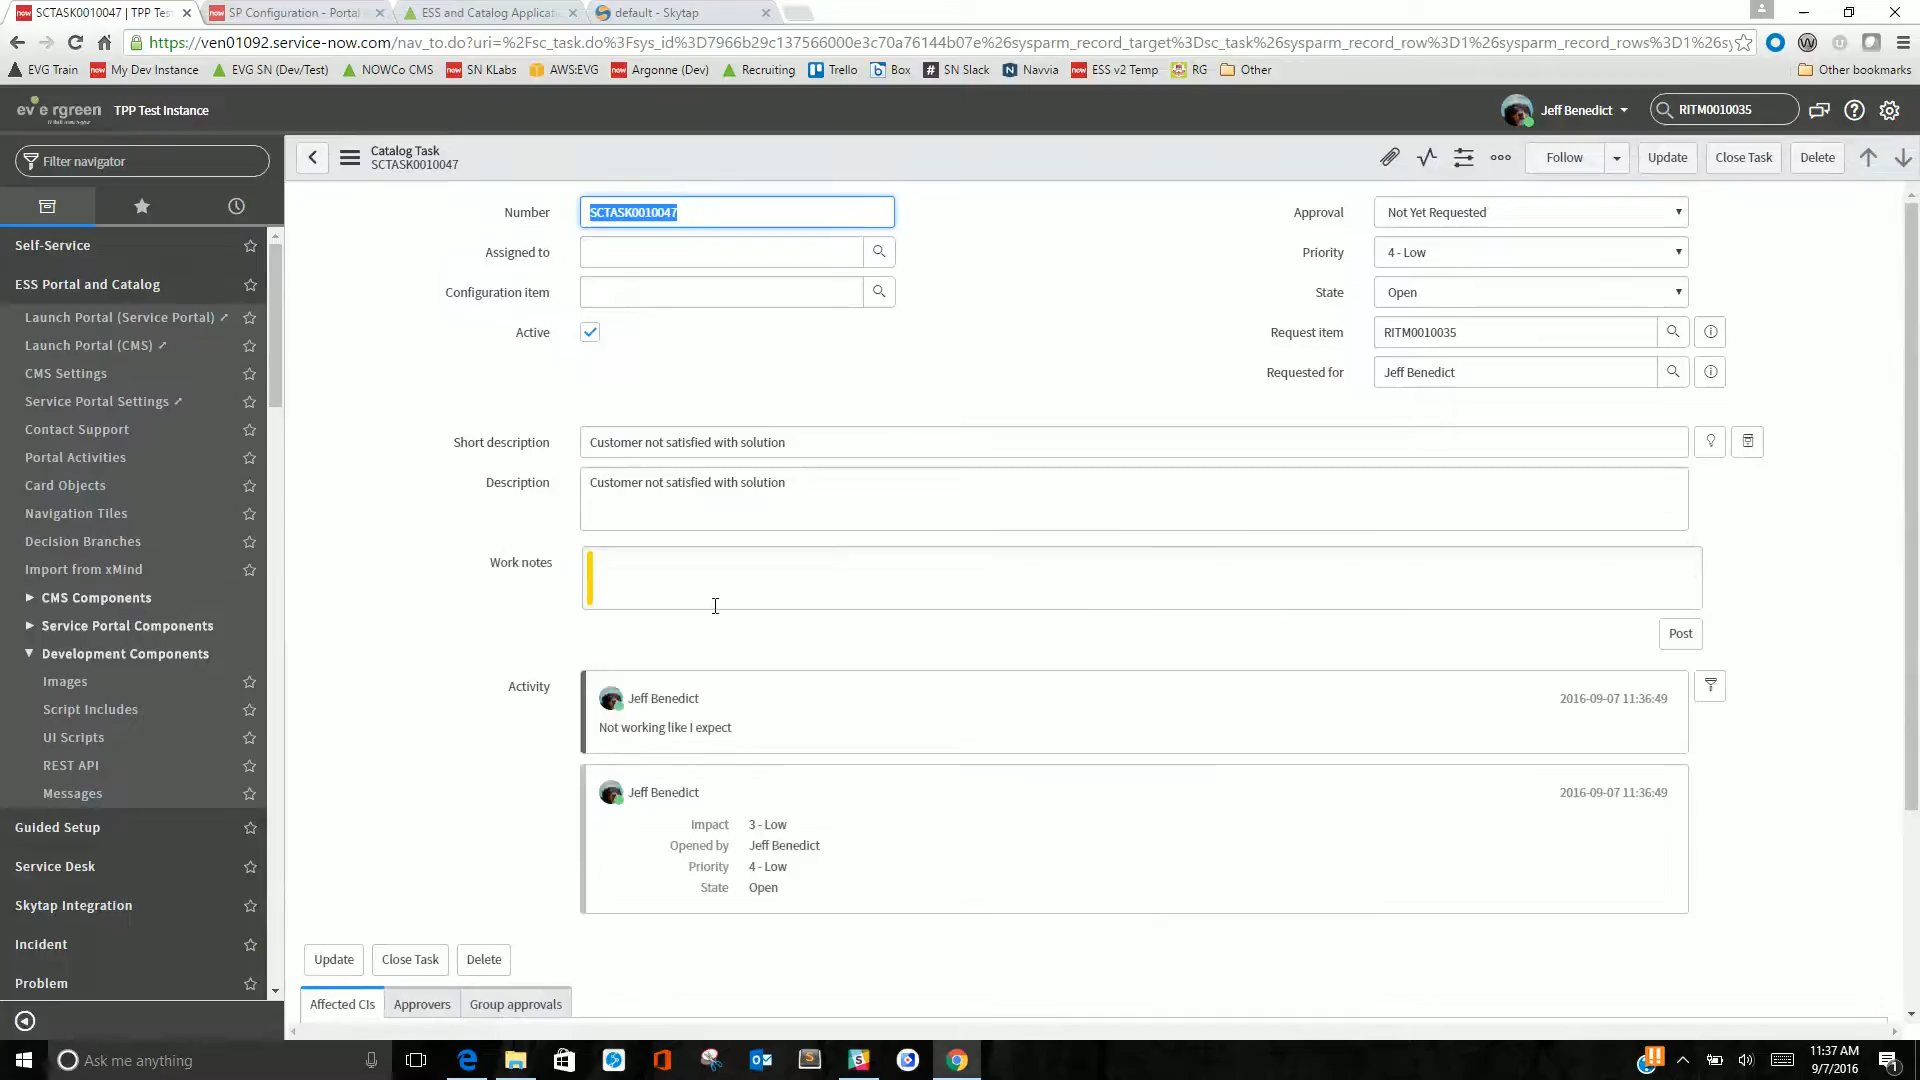 SCTASK0010047 | TPP Tes
SP Configuration - Portal
ESS and Catalog Applicati
default - Skytap
https://ven01092.service-now.com/nav_to.do?uri=%2Fsc_task.do%3Fsys_id%3D7966b29c137566000e3c70a76144b07e%26sysparm_record_target%3Dsc_task%26sysparm_record_row%3D1%26sysparm_record_rows%3D1%26sy
EVG Train My Dev Instance EVG SN (Dev/Test) NOWCo CMS SN KLabs AWS:EVG Argonne (Dev) Recruiting Trello Box SN Slack Navvia ESS v2 Temp RG Other Other bookmarks
evergreen TPP Test Instance Jeff Benedict RITM0010035
Filter navigator
Catalog Task
SCTASK0010047
Follow Update Close Task Delete
Self-Service
ESS Portal and Catalog
Launch Portal (Service Portal)
Launch Portal (CMS)
CMS Settings
Service Portal Settings
Contact Support
Portal Activities
Card Objects
Navigation Tiles
Decision Branches
Import from xMind
CMS Components
Service Portal Components
Development Components
Images
Script Includes
UI Scripts
REST API
Messages
Guided Setup
Service Desk
Skytap Integration
Incident
Problem
Number SCTASK0010047
Assigned to
Configuration item
Active
Approval Not Yet Requested
Priority 4 - Low
State Open
Request item RITM0010035
Requested for Jeff Benedict
Short description Customer not satisfied with solution
Description Customer not satisfied with solution
Work notes
Post
Activity
Jeff Benedict 2016-09-07 11:36:49
Not working like I expect
Jeff Benedict 2016-09-07 11:36:49
Impact 3 - Low
Opened by Jeff Benedict
Priority 4 - Low
State Open
Update Close Task Delete
Affected CIs Approvers Group approvals
Ask me anything
11:37 AM
9/7/2016